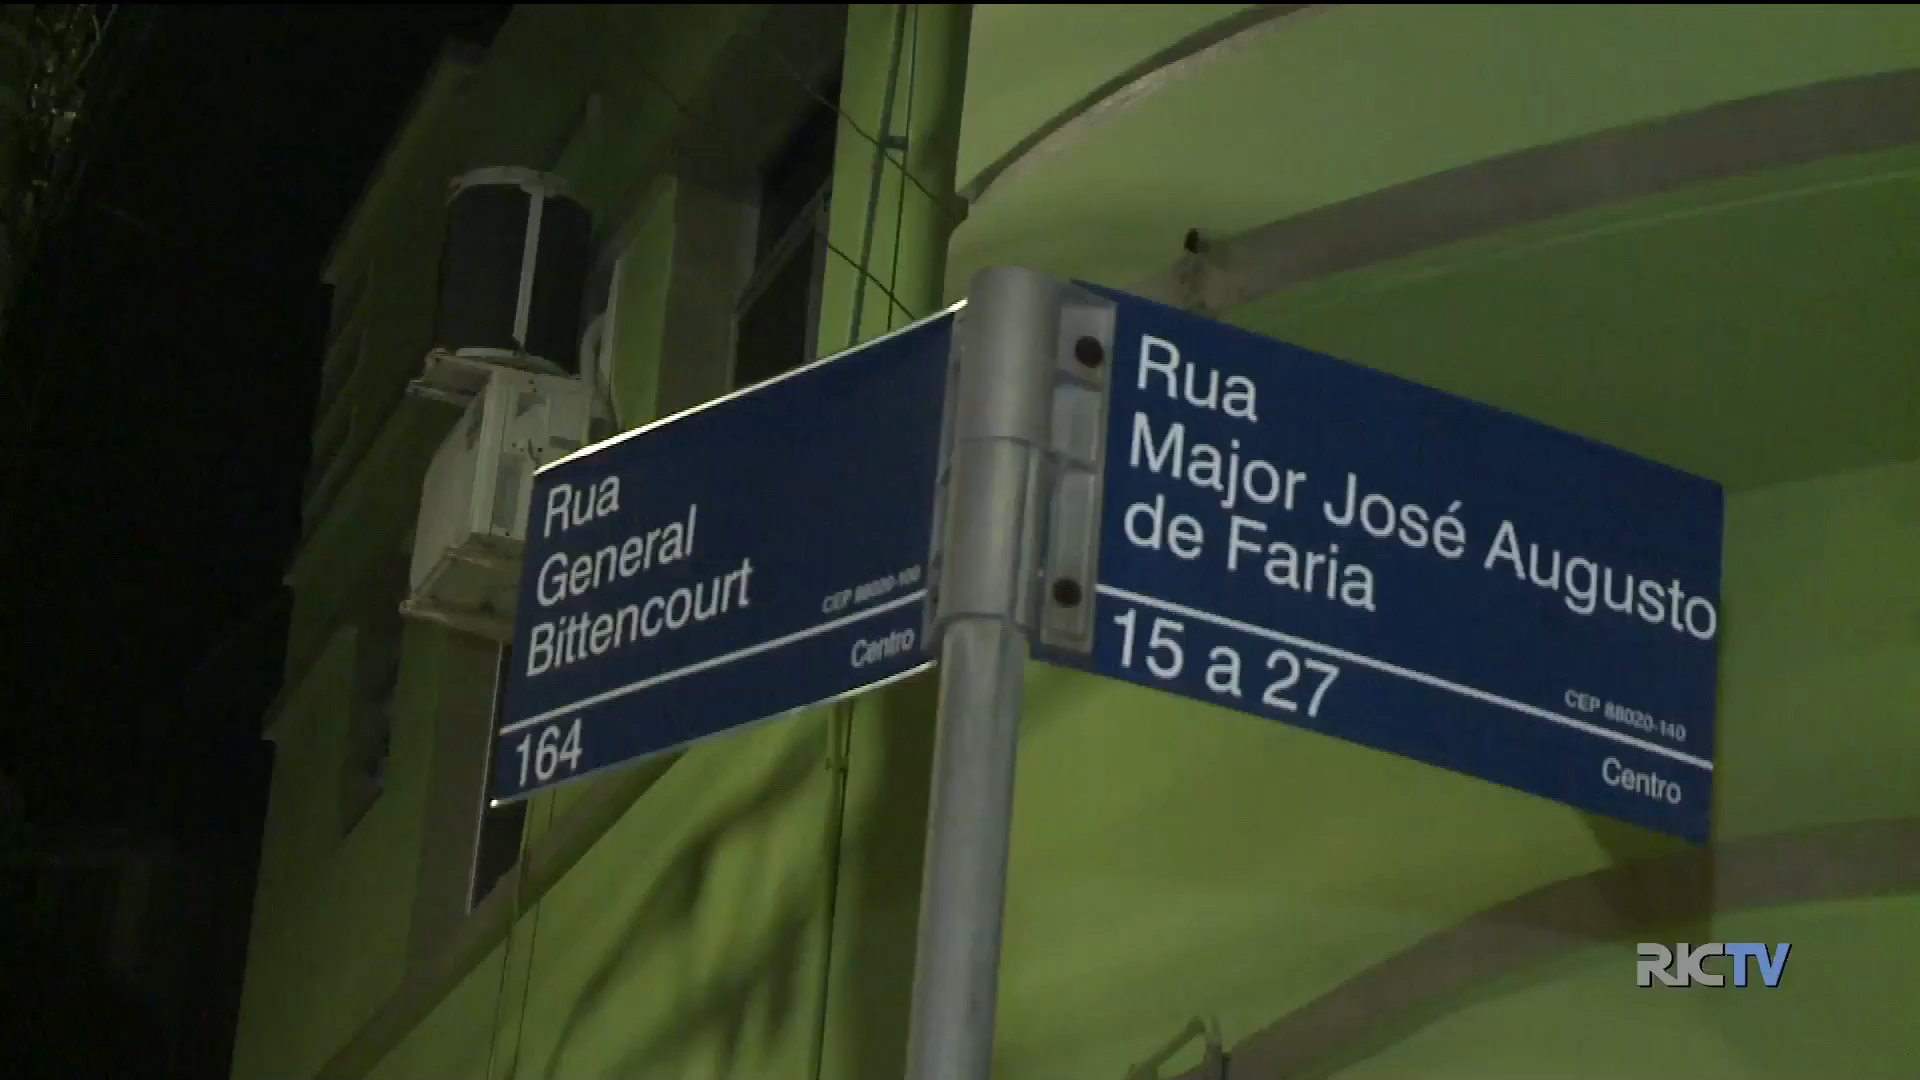 Rua
General
Bittencourt
CEP 88020-100
Centro
164
Rua
Major José Augusto
de Faria
15 a 27
CEP 88020-140
Centro
RICTV